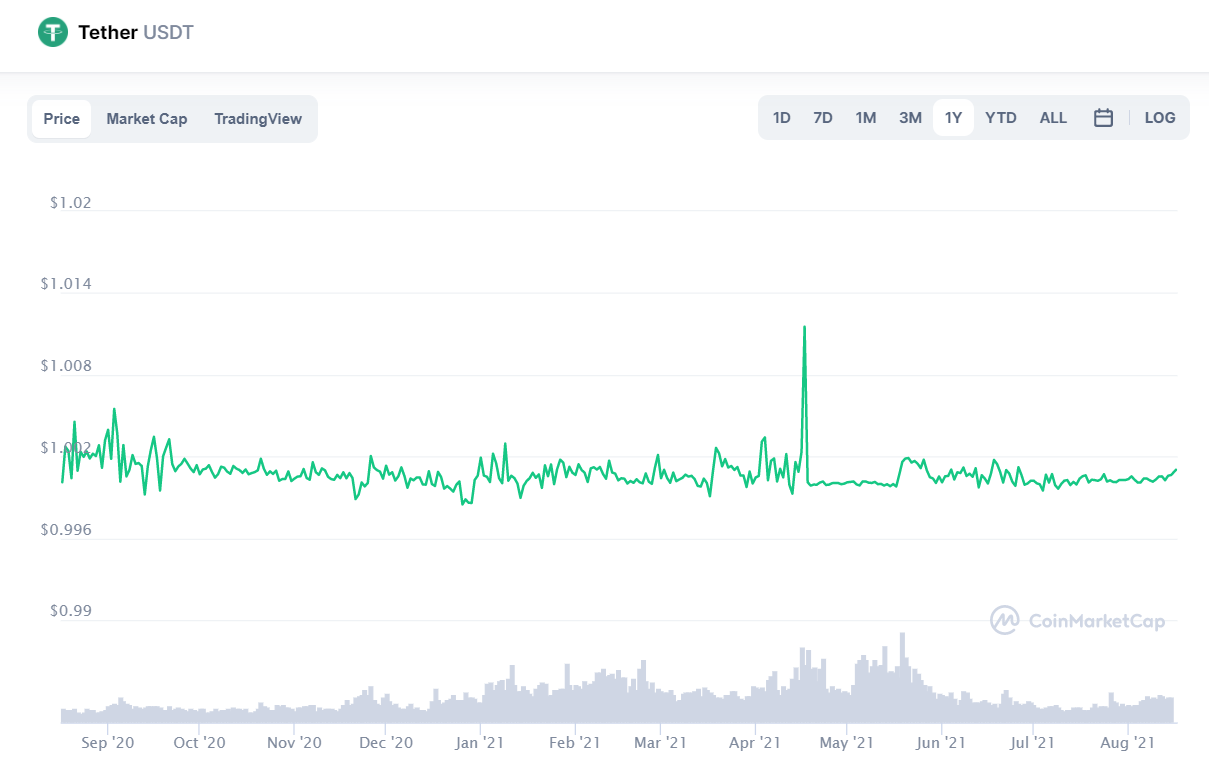 Tether USDT
Price Market Cap TradingView
1D 7D 1M 3M 1Y YTD ALL LOG
$1.02
$1.014
$1.008
$1.002
$0.996
$0.99
CoinMarketCap
Sep '20 Oct '20 Nov '20 Dec '20 Jan '21 Feb '21 Mar '21 Apr '21 May '21 Jun '21 Jul '21 Aug '21